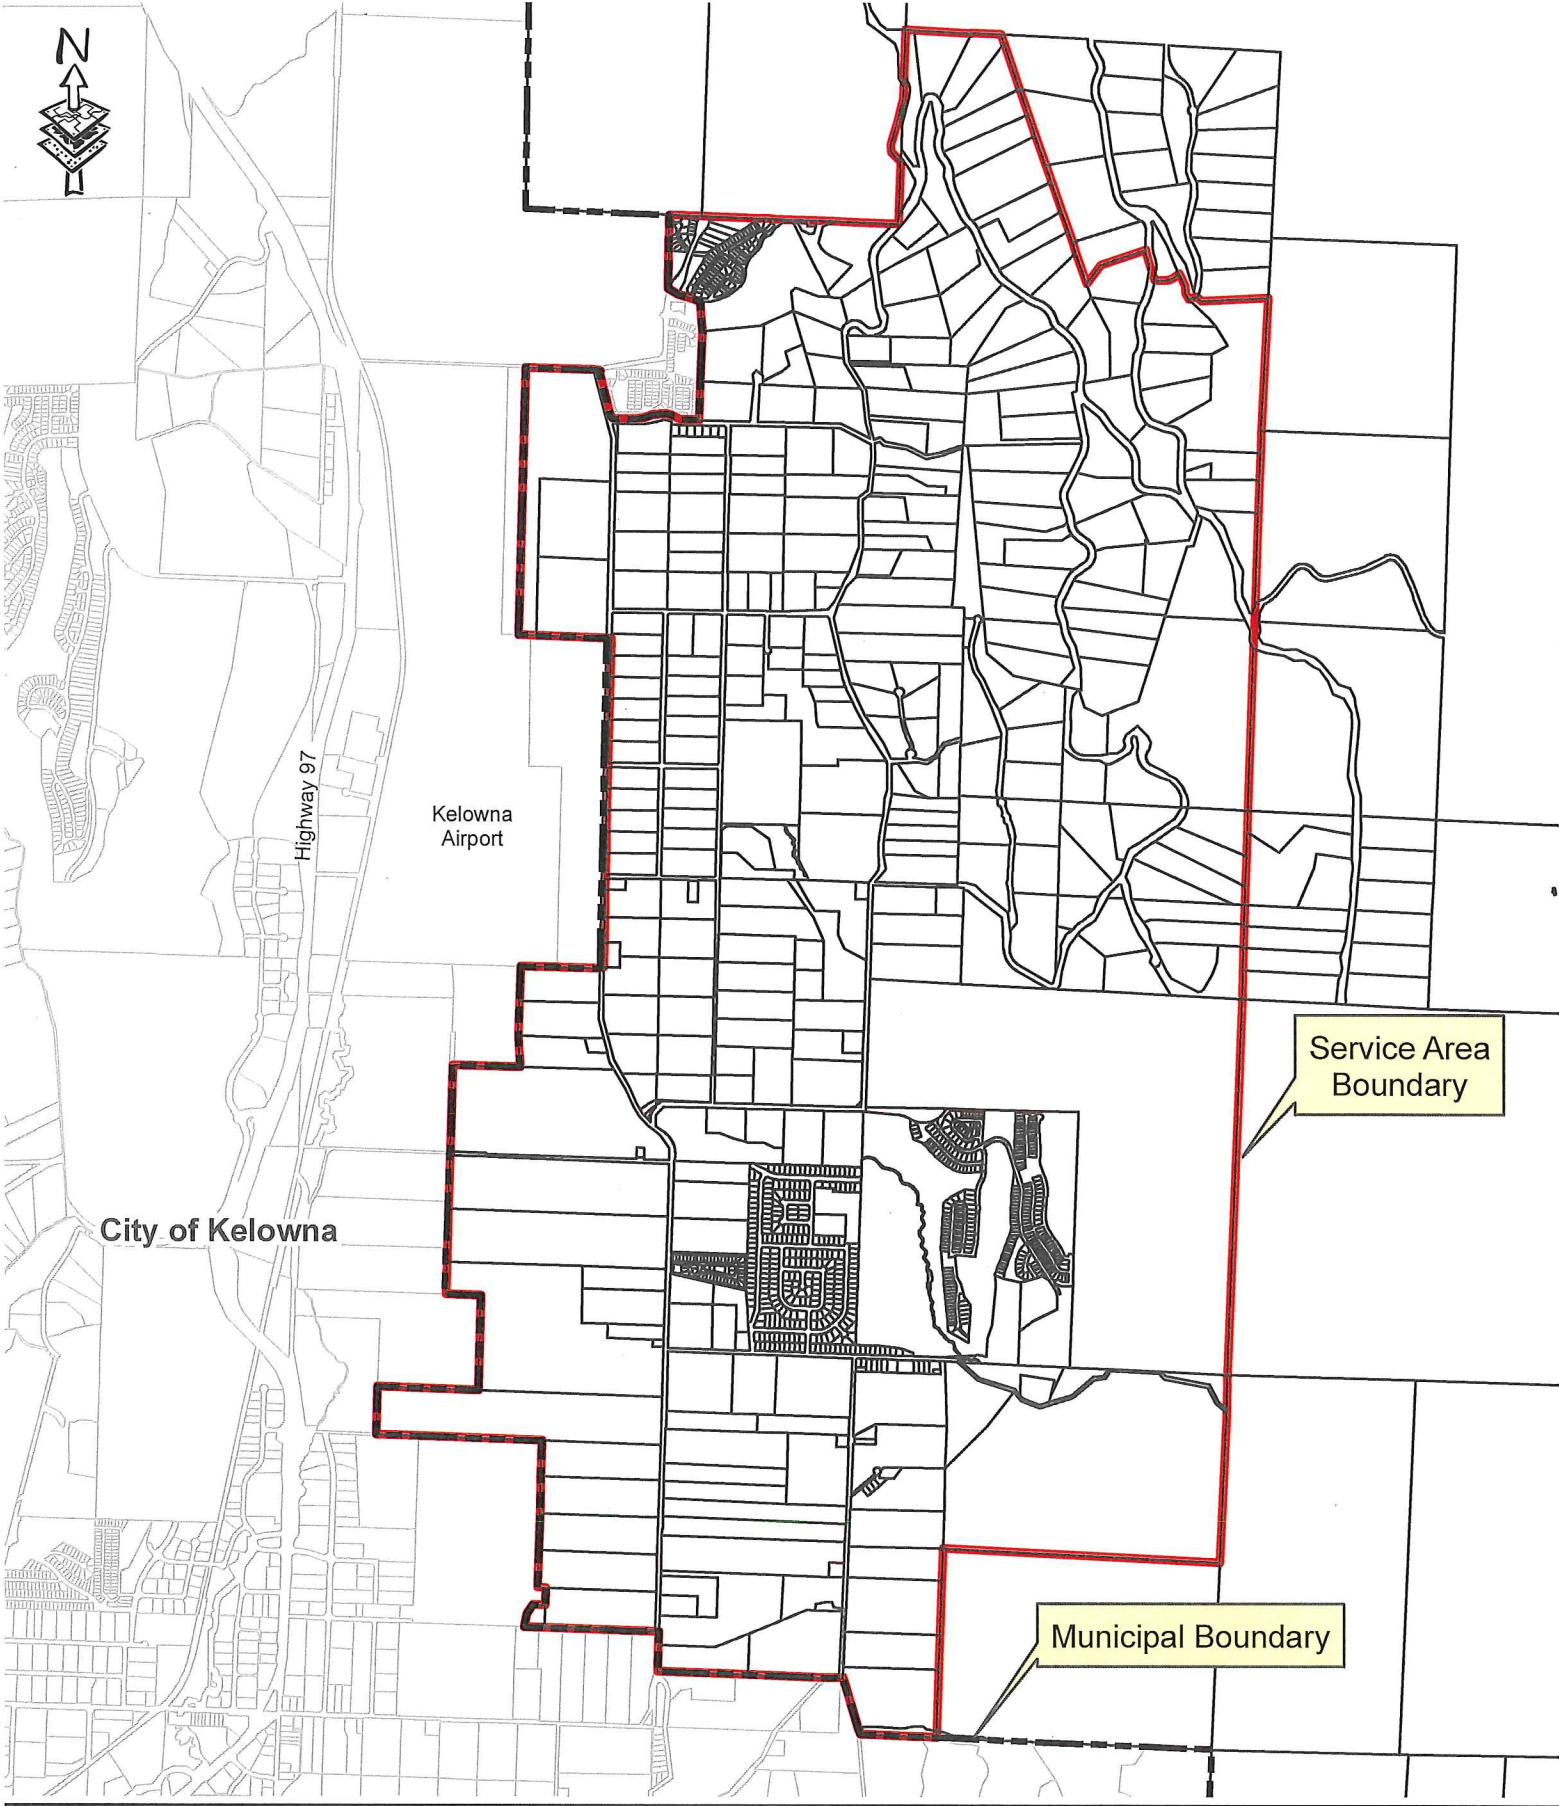 N
Highway 97
Kelowna
Airport
Service Area
Boundary
City of Kelowna
Municipal Boundary